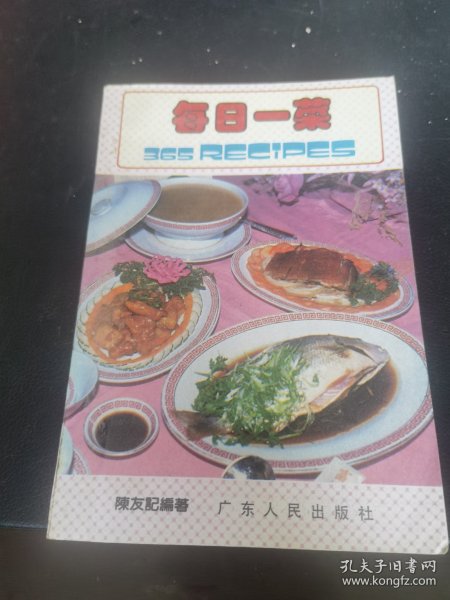 每日一菜
365 RECIPES
陳友記編著 广东人民出版社
孔夫子旧书网
www.kongfz.com